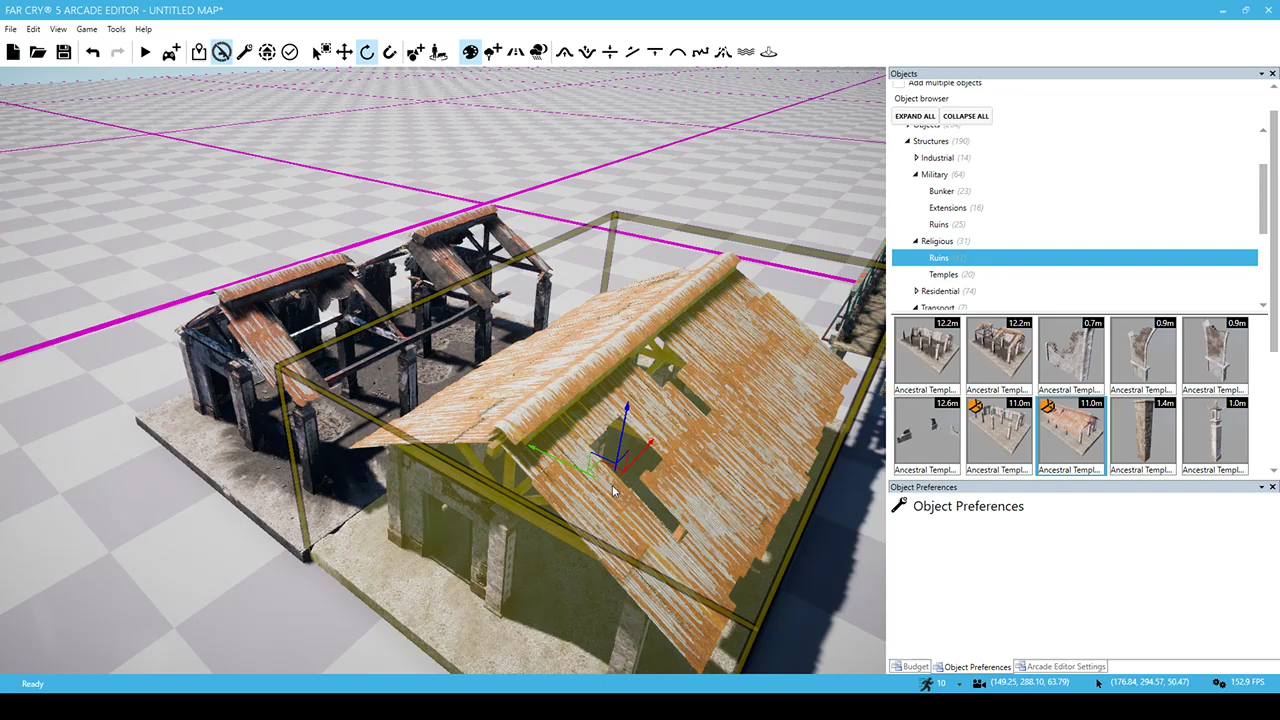 FAR CRY® 5 ARCADE EDITOR - UNTITLED MAP*
File Edit View Game Tools Help
Objects
Add multiple objects
Object browser
EXPAND ALL COLLAPSE ALL
Structures (190)
Industrial (14)
Military (64)
Bunker (23)
Extensions (16)
Ruins (25)
Religious (31)
Ruins
Temples (20)
Residential (74)
Transport (7)
12.2m 12.2m 0.7m 0.9m 0.9m
Ancestral Templ... Ancestral Templ... Ancestral Templ... Ancestral Templ... Ancestral Templ...
12.6m 11.0m 11.0m 1.4m 1.0m
Ancestral Templ... Ancestral Templ... Ancestral Templ... Ancestral Templ... Ancestral Templ...
Object Preferences
Object Preferences
Budget Object Preferences Arcade Editor Settings
Ready 10 (149.25, 288.10, 63.79) (176.84, 294.57, 50.47) 152.9 FPS